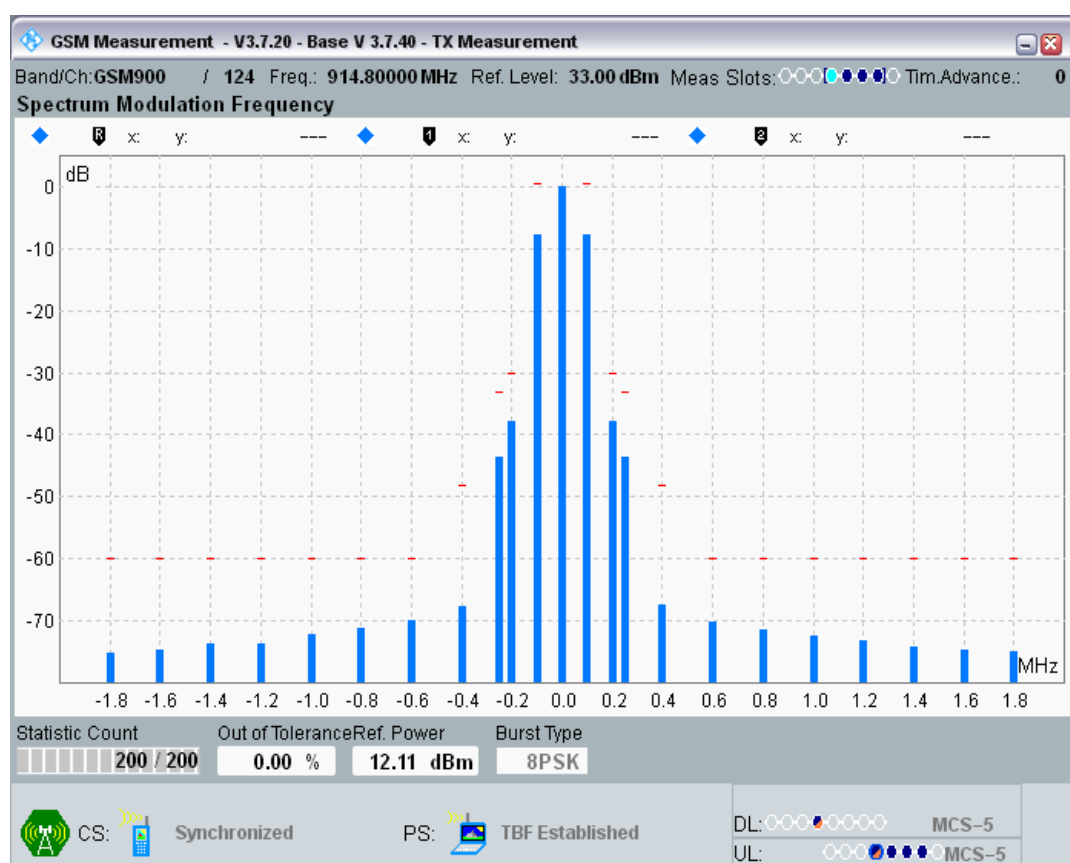 GSM Measurement - V3.7.20 - Base V 3.7.40 - TX Measurement
Band/Ch:GSM900 / 124 Freq.: 914.80000 MHz Ref. Level: 33.00 dBm Meas Slots: Tim.Advance.: 0
Spectrum Modulation Frequency
R x: y: --- 1 x: y: --- 2 x: y: ---
dB
0
-10
-20
-30
-40
-50
-60
-70
MHz
-1.8 -1.6 -1.4 -1.2 -1.0 -0.8 -0.6 -0.4 -0.2 0.0 0.2 0.4 0.6 0.8 1.0 1.2 1.4 1.6 1.8
Statistic Count Out of Tolerance Ref. Power Burst Type
200 / 200 0.00 % 12.11 dBm 8PSK
CS: Synchronized PS: TBF Established DL: MCS-5
UL: MCS-5